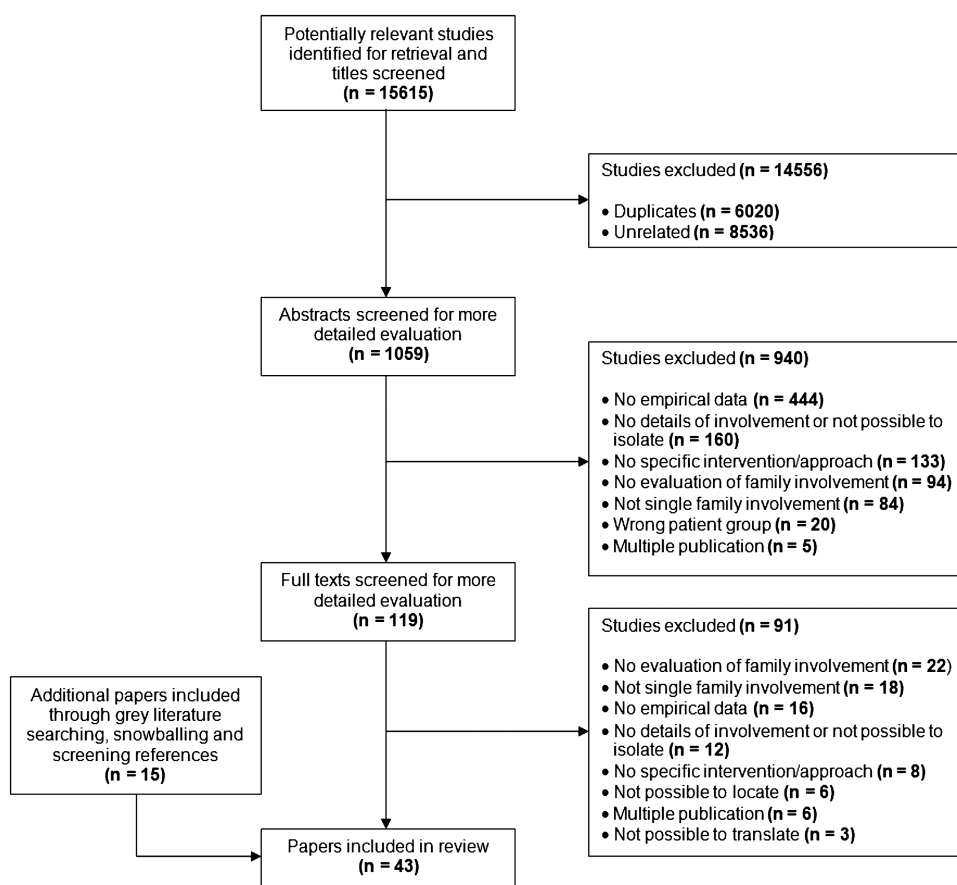 Potentially relevant studies
identified for retrieval and
titles screened
(n = 15615)
Studies excluded (n = 14556)
• Duplicates (n = 6020)
• Unrelated (n = 8536)
Abstracts screened for more
detailed evaluation
(n = 1059)
Studies excluded (n = 940)
• No empirical data (n = 444)
• No details of involvement or not possible to
isolate (n = 160)
• No specific intervention/approach (n = 133)
• No evaluation of family involvement (n = 94)
• Not single family involvement (n = 84)
• Wrong patient group (n = 20)
• Multiple publication (n = 5)
Full texts screened for more
detailed evaluation
(n = 119)
Studies excluded (n = 91)
• No evaluation of family involvement (n = 22)
• Not single family involvement (n = 18)
• No empirical data (n = 16)
• No details of involvement or not possible to
isolate (n = 12)
• No specific intervention/approach (n = 8)
• Not possible to locate (n = 6)
• Multiple publication (n = 6)
• Not possible to translate (n = 3)
Additional papers included
through grey literature
searching, snowballing and
screening references
(n = 15)
Papers included in review
(n = 43)